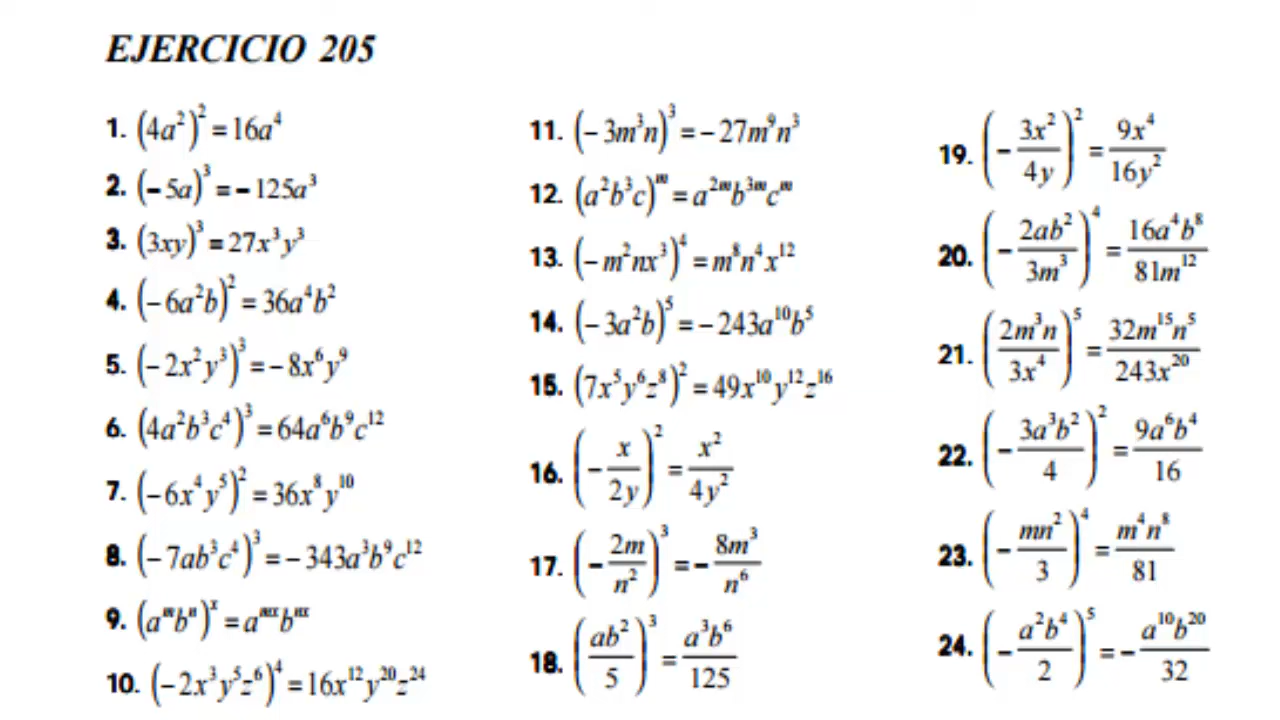 EJERCICIO 205
1. (4a²)² = 16a⁴
2. (– 5a)³ = – 125a³
3. (3xy)³ = 27x³y³
4. (– 6a²b)² = 36a⁴b²
5. (– 2x²y³)³ = – 8x⁶y⁹
6. (4a²b³c⁴)³ = 64a⁶b⁹c¹²
7. (– 6x⁴y⁵)² = 36x⁸y¹⁰
8. (– 7ab³c⁴)³ = – 343a³b⁹c¹²
9. (aᵐbⁿ)ˣ = aᵐˣbⁿˣ
10. (– 2x³y⁵z⁶)⁴ = 16x¹²y²⁰z²⁴
11. (– 3m³n)³ = – 27m⁹n³
12. (a²b³c)ᵐ = a²ᵐb³ᵐcᵐ
13. (– m²nx³)⁴ = m⁸n⁴x¹²
14. (– 3a²b)⁵ = – 243a¹⁰b⁵
15. (7x⁵y⁶z⁸)² = 49x¹⁰y¹²z¹⁶
16. (– x/2y)² = x²/4y²
17. (– 2m/n²)³ = – 8m³/n⁶
18. (ab²/5)³ = a³b⁶/125
19. (– 3x²/4y)² = 9x⁴/16y²
20. (– 2ab²/3m³)⁴ = 16a⁴b⁸/81m¹²
21. (2m³n/3x⁴)⁵ = 32m¹⁵n⁵/243x²⁰
22. (– 3a³b²/4)² = 9a⁶b⁴/16
23. (– mn²/3)⁴ = m⁴n⁸/81
24. (– a²b⁴/2)⁵ = – a¹⁰b²⁰/32